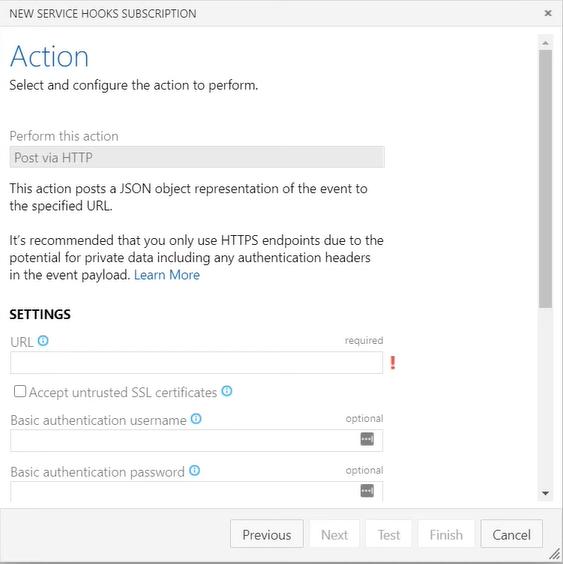 NEW SERVICE HOOKS SUBSCRIPTION
Action
Select and configure the action to perform.
Perform this action
Post via HTTP
This action posts a JSON object representation of the event to
the specified URL.
It's recommended that you only use HTTPS endpoints due to the
potential for private data including any authentication headers
in the event payload. Learn More
SETTINGS
URL required
Accept untrusted SSL certificates
Basic authentication username optional
Basic authentication password optional
Previous Next Test Finish Cancel